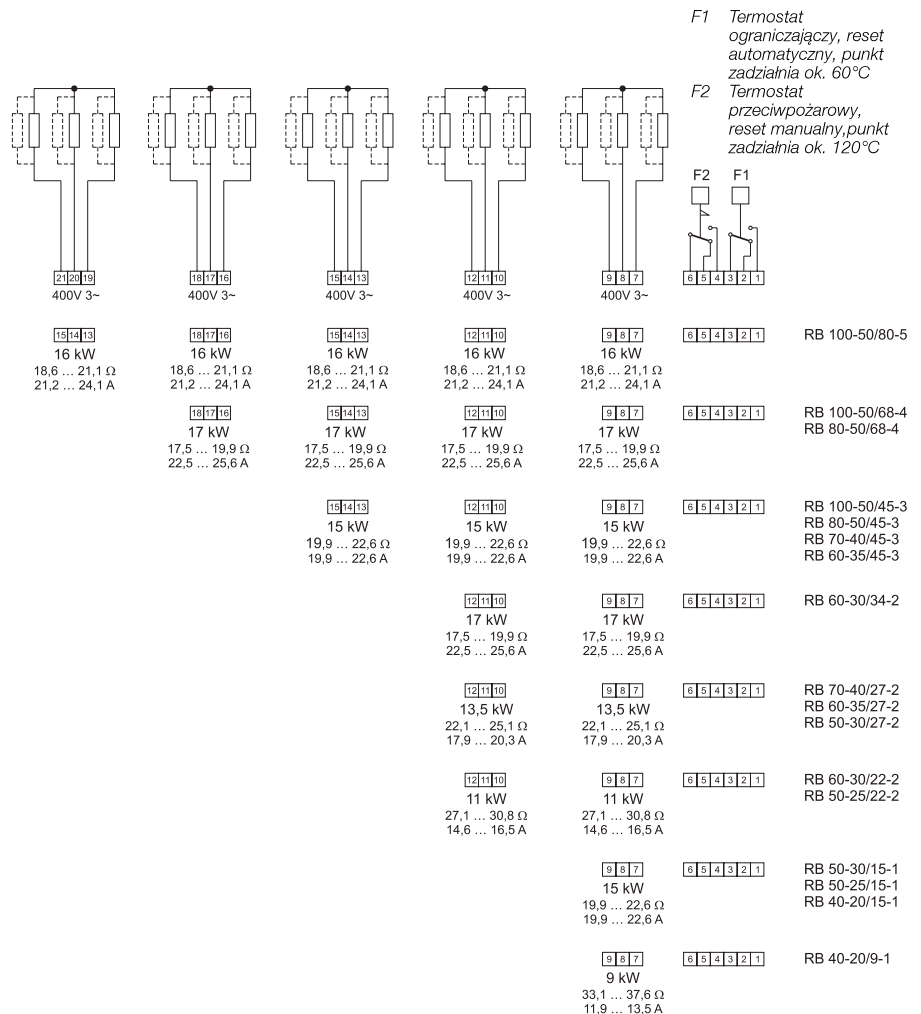 F1 Termostat
ograniczający, reset
automatyczny, punkt
zadziałnia ok. 60°C
F2 Termostat
przeciwpożarowy,
reset manualny,punkt
zadziałnia ok. 120°C
F2 F1
21 20 19 18 17 16 15 14 13 12 11 10 9 8 7 6 5 4 3 2 1
400V 3~ 400V 3~ 400V 3~ 400V 3~ 400V 3~
15 14 13 18 17 16 15 14 13 12 11 10 9 8 7 6 5 4 3 2 1 RB 100-50/80-5
16 kW 16 kW 16 kW 16 kW 16 kW
18,6 ... 21,1 Ω 18,6 ... 21,1 Ω 18,6 ... 21,1 Ω 18,6 ... 21,1 Ω 18,6 ... 21,1 Ω
21,2 ... 24,1 A 21,2 ... 24,1 A 21,2 ... 24,1 A 21,2 ... 24,1 A 21,2 ... 24,1 A
18 17 16 15 14 13 12 11 10 9 8 7 6 5 4 3 2 1 RB 100-50/68-4
17 kW 17 kW 17 kW 17 kW RB 80-50/68-4
17,5 ... 19,9 Ω 17,5 ... 19,9 Ω 17,5 ... 19,9 Ω 17,5 ... 19,9 Ω
22,5 ... 25,6 A 22,5 ... 25,6 A 22,5 ... 25,6 A 22,5 ... 25,6 A
15 14 13 12 11 10 9 8 7 6 5 4 3 2 1 RB 100-50/45-3
15 kW 15 kW 15 kW RB 80-50/45-3
19,9 ... 22,6 Ω 19,9 ... 22,6 Ω 19,9 ... 22,6 Ω RB 70-40/45-3
19,9 ... 22,6 A 19,9 ... 22,6 A 19,9 ... 22,6 A RB 60-35/45-3
12 11 10 9 8 7 6 5 4 3 2 1 RB 60-30/34-2
17 kW 17 kW
17,5 ... 19,9 Ω 17,5 ... 19,9 Ω
22,5 ... 25,6 A 22,5 ... 25,6 A
12 11 10 9 8 7 6 5 4 3 2 1 RB 70-40/27-2
13,5 kW 13,5 kW RB 60-35/27-2
22,1 ... 25,1 Ω 22,1 ... 25,1 Ω RB 50-30/27-2
17,9 ... 20,3 A 17,9 ... 20,3 A
12 11 10 9 8 7 6 5 4 3 2 1 RB 60-30/22-2
11 kW 11 kW RB 50-25/22-2
27,1 ... 30,8 Ω 27,1 ... 30,8 Ω
14,6 ... 16,5 A 14,6 ... 16,5 A
9 8 7 6 5 4 3 2 1 RB 50-30/15-1
15 kW RB 50-25/15-1
19,9 ... 22,6 Ω RB 40-20/15-1
19,9 ... 22,6 A
9 8 7 6 5 4 3 2 1 RB 40-20/9-1
9 kW
33,1 ... 37,6 Ω
11,9 ... 13,5 A